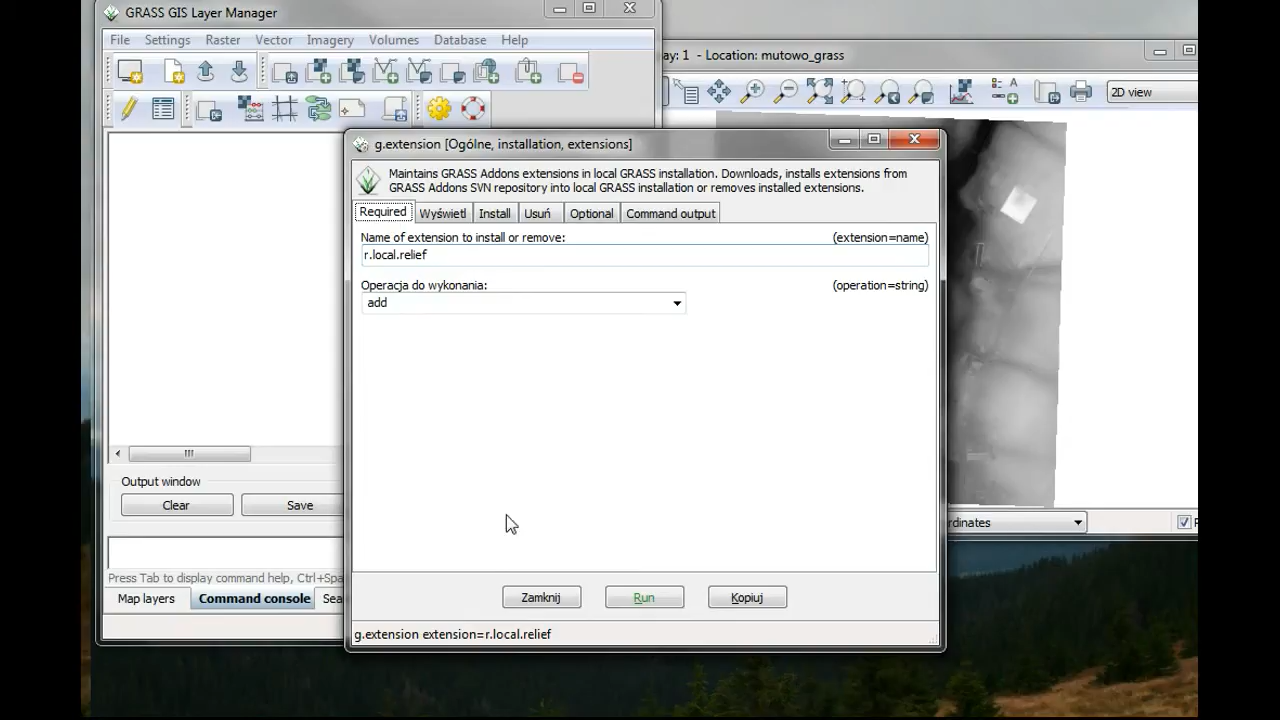 GRASS GIS Layer Manager
File Settings Raster Vector Imagery Volumes Database Help
ay: 1 - Location: mutowo_grass
2D view
g.extension [Ogólne, installation, extensions]
Maintains GRASS Addons extensions in local GRASS installation. Downloads, installs extensions from
GRASS Addons SVN repository into local GRASS installation or removes installed extensions.
Required Wyświetl Install Usuń Optional Command output
Name of extension to install or remove: (extension=name)
r.local.relief
Operacja do wykonania: (operation=string)
add
Output window
Clear Save
rdinates
Press Tab to display command help, Ctrl+Spa
Map layers Command console Sea
Zamknij Run Kopiuj
g.extension extension=r.local.relief